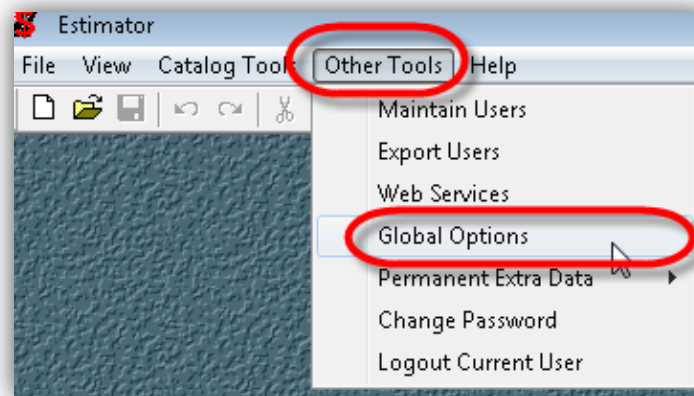 Estimator
File View Catalog Tools Other Tools Help
Maintain Users
Export Users
Web Services
Global Options
Permanent Extra Data
Change Password
Logout Current User